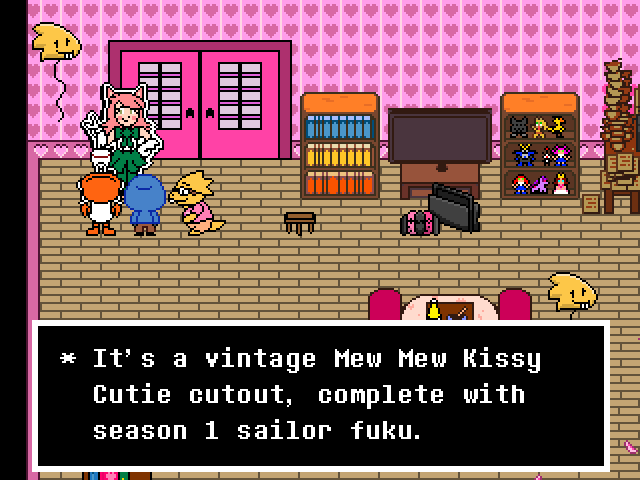 * It's a vintage Mew Mew Kissy
Cutie cutout, complete with
season 1 sailor fuku.